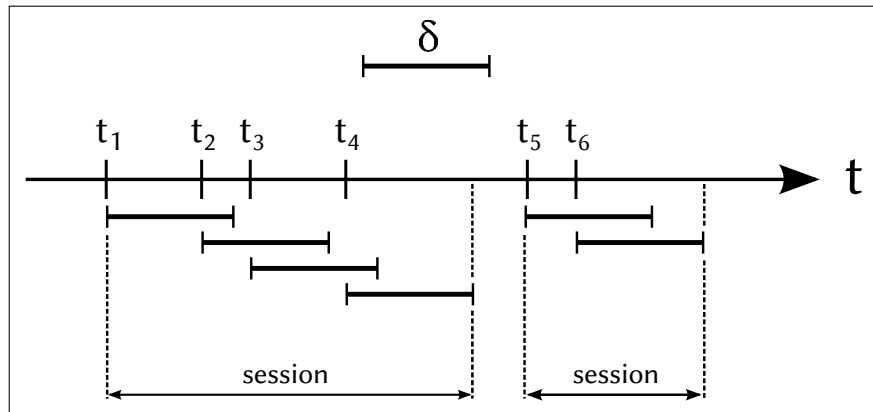 δ
t₁ t₂ t₃ t₄ t₅ t₆
t
session session